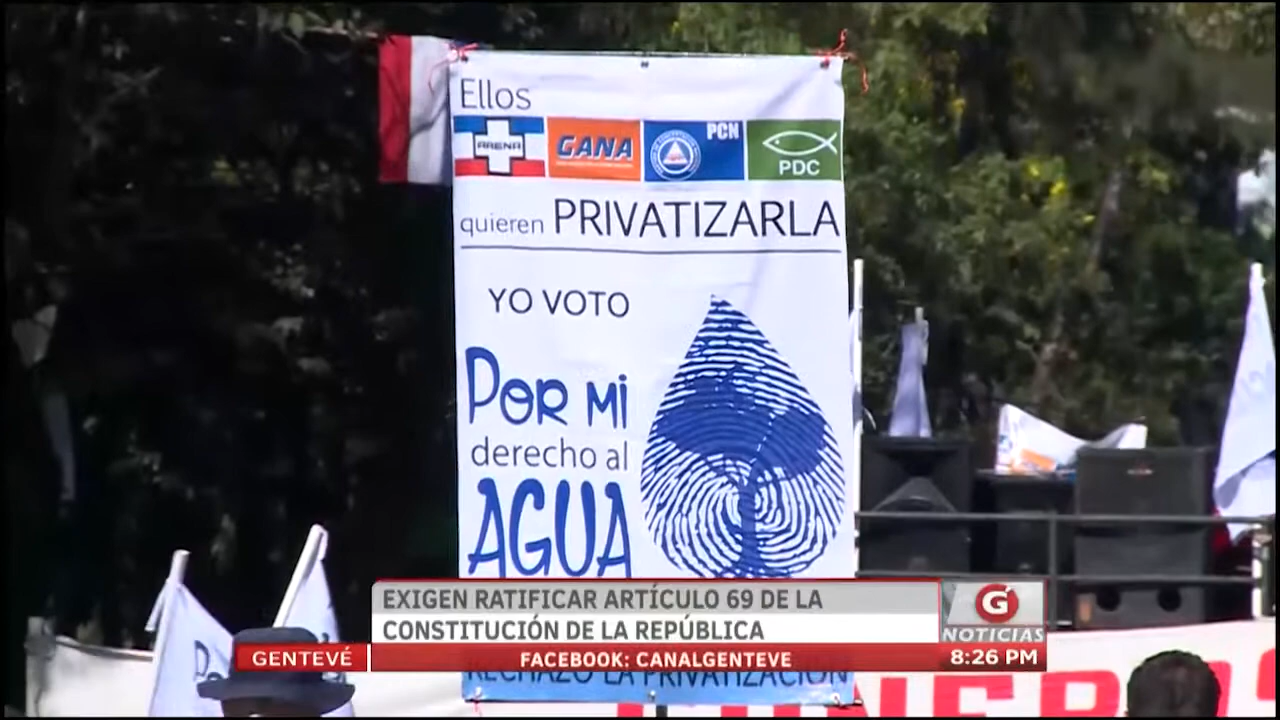 Ellos
ARENA
GANA
PCN
PDC
quieren PRIVATIZARLA
YO VOTO
POR MI
derecho al
AGUA
EXIGEN RATIFICAR ARTÍCULO 69 DE LA
CONSTITUCIÓN DE LA REPÚBLICA
G
NOTICIAS
GENTEVÉ
FACEBOOK: CANALGENTEVE
8:26 PM
RECHAZO LA PRIVATIZACIÓN